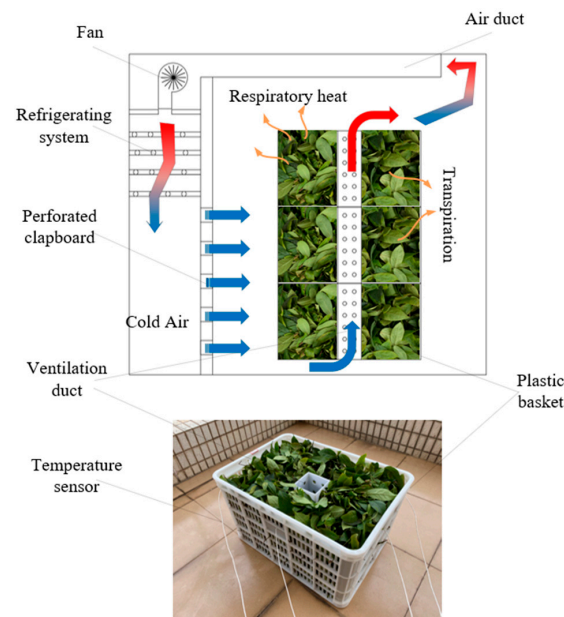 Fan
Air duct
Respiratory heat
Refrigerating
system
Transpiration
Perforated
clapboard
Cold Air
Ventilation
duct
Plastic
basket
Temperature
sensor